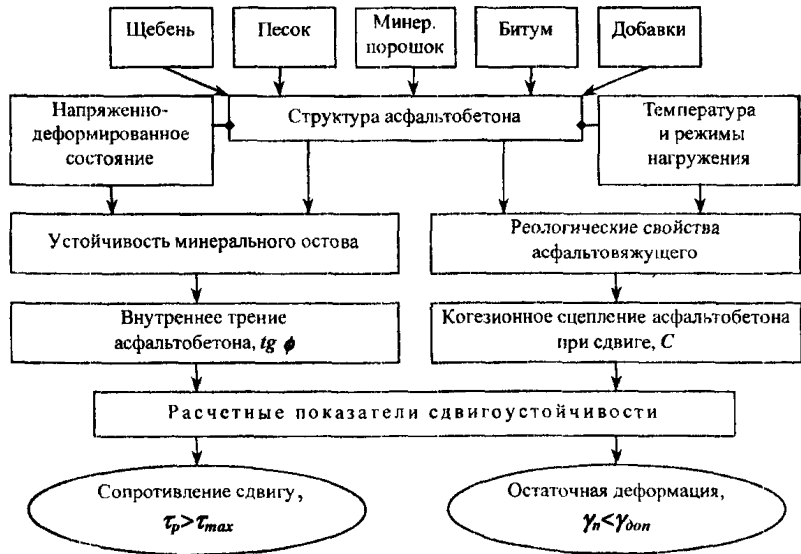 Щебень
Песок
Минер.
порошок
Битум
Добавки
Напряженно-
деформированное
состояние
Структура асфальтобетона
Температура
и режимы
нагружения
Устойчивость минерального остова
Реологические свойства
асфальтовяжущего
Внутреннее трение
асфальтобетона, tg ϕ
Когезионное сцепление асфальтобетона
при сдвиге, C
Расчетные показатели сдвигоустойчивости
Сопротивление сдвигу,
τp>τmax
Остаточная деформация,
γп<γдоп